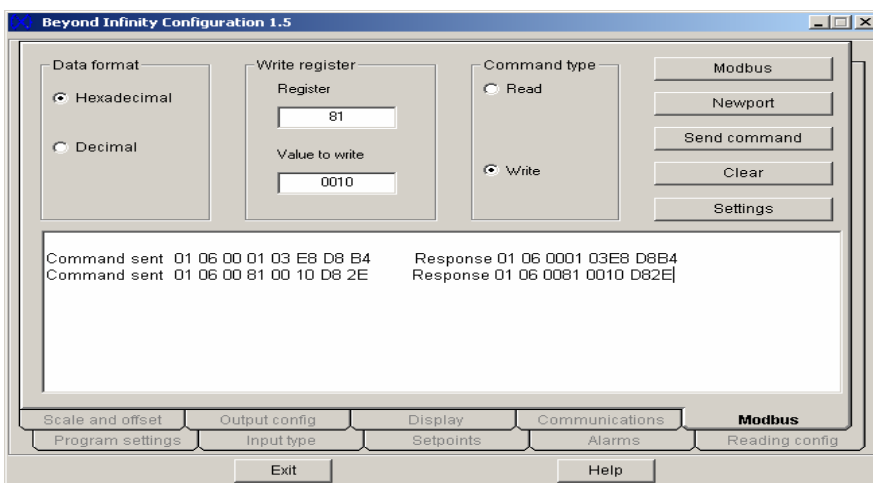 Beyond Infinity Configuration 1.5
Data format
Hexadecimal
Decimal
Write register
Register
81
Value to write
0010
Command type
Read
Write
Modbus
Newport
Send command
Clear
Settings
Command sent 01 06 00 01 03 E8 D8 B4 Response 01 06 0001 03E8 D8B4
Command sent 01 06 00 81 00 10 D8 2E Response 01 06 0081 0010 D82E
Scale and offset Output config Display Communications Modbus
Program settings Input type Setpoints Alarms Reading config
Exit Help